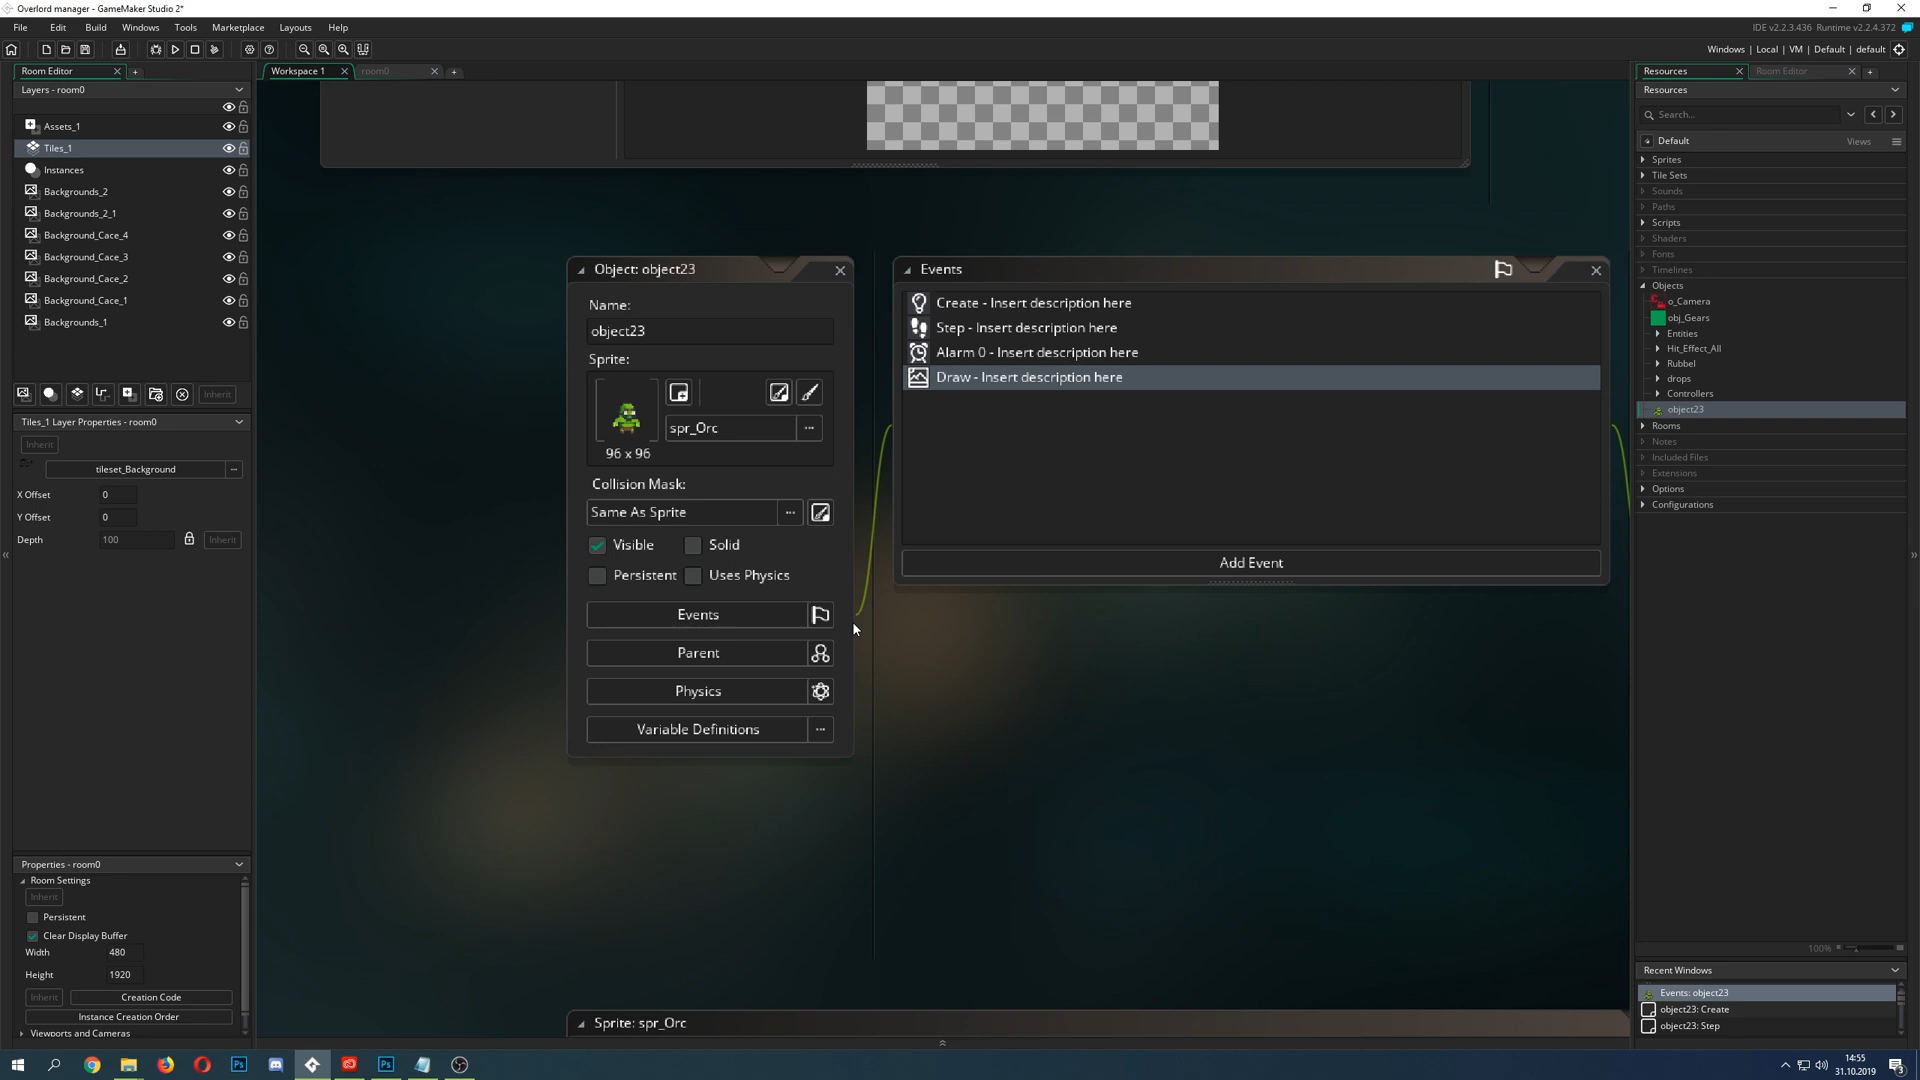 Overlord manager - GameMaker Studio 2*
File Edit Build Windows Tools Marketplace Layouts Help
IDE v2.2.3.436 Runtime v2.2.4.372
Windows | Local | VM | Default | default
Room Editor
Workspace 1
room0
Resources
Room Editor
Layers - room0
Resources
Assets_1
Search...
Tiles_1
Default
Views
Instances
Sprites
Backgrounds_2
Tile Sets
Sounds
Backgrounds_2_1
Paths
Scripts
Background_Cace_4
Shaders
Background_Cace_3
Fonts
Timelines
Background_Cace_2
Objects
Background_Cace_1
o_Camera
Backgrounds_1
obj_Gears
Entities
Hit_Effect_All
Rubbel
drops
Controllers
object23
Rooms
Notes
Included Files
Extensions
Options
Configurations
Inherit
Tiles_1 Layer Properties - room0
Inherit
tileset_Background
X Offset 0
Y Offset 0
Depth 100 Inherit
Object: object23
Name:
object23
Sprite:
spr_Orc
96 x 96
Collision Mask:
Same As Sprite
Visible Solid
Persistent Uses Physics
Events
Parent
Physics
Variable Definitions
Events
Create - Insert description here
Step - Insert description here
Alarm 0 - Insert description here
Draw - Insert description here
Add Event
Sprite: spr_Orc
Properties - room0
Room Settings
Inherit
Persistent
Clear Display Buffer
Width 480
Height 1920
Inherit Creation Code
Instance Creation Order
Viewports and Cameras
100%
Recent Windows
Events: object23
object23: Create
object23: Step
14:55
31.10.2019
3